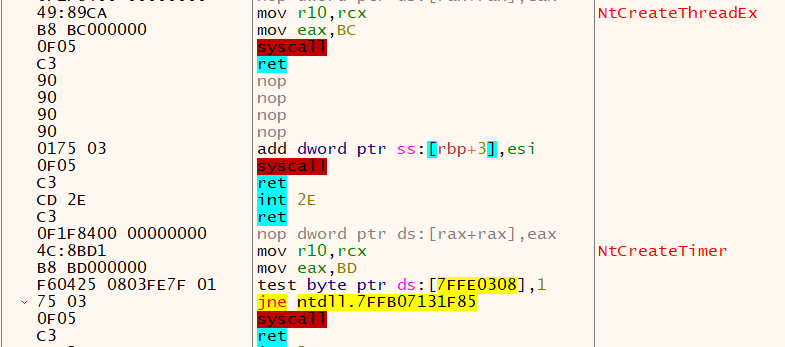 49:89CA mov r10,rcx NtCreateThreadEx
B8 BC000000 mov eax,BC
0F05 syscall
C3 ret
90 nop
90 nop
90 nop
90 nop
0175 03 add dword ptr ss:[rbp+3],esi
0F05 syscall
C3 ret
CD 2E int 2E
C3 ret
0F1F8400 00000000 nop dword ptr ds:[rax+rax],eax
4C:8BD1 mov r10,rcx NtCreateTimer
B8 BD000000 mov eax,BD
F60425 0803FE7F 01 test byte ptr ds:[7FFE0308],1
75 03 jne ntdll.7FFB07131F85
0F05 syscall
C3 ret